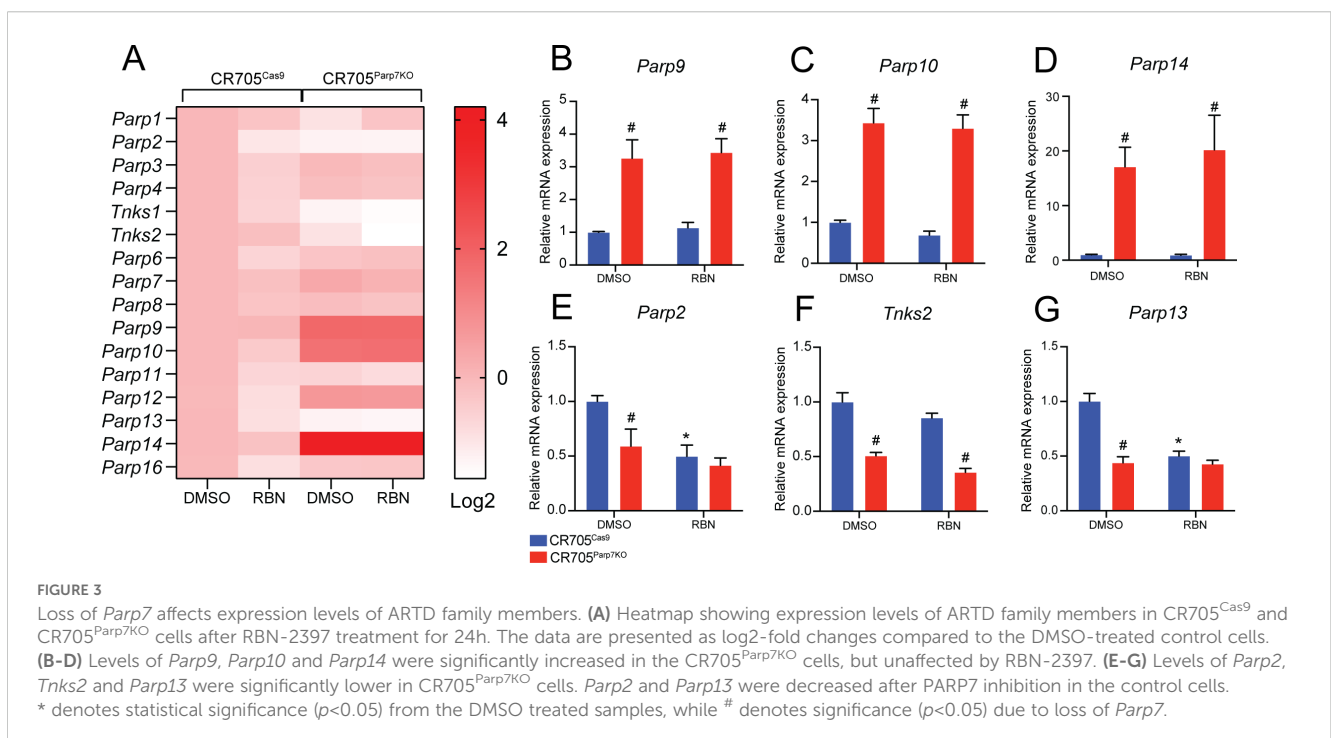 A
CR705Cas9 CR705Parp7KO
Parp1
Parp2
Parp3
Parp4
Tnks1
Tnks2
Parp6
Parp7
Parp8
Parp9
Parp10
Parp11
Parp12
Parp13
Parp14
Parp16
DMSO RBN DMSO RBN
4
2
0
Log2
B
Parp9
Relative mRNA expression
5
4
3
2
1
0
# #
DMSO RBN
C
Parp10
Relative mRNA expression
4
3
2
1
0
# #
DMSO RBN
D
Parp14
Relative mRNA expression
30
20
10
0
# #
DMSO RBN
E
Parp2
Relative mRNA expression
1.5
1.0
0.5
0.0
# *
DMSO RBN
F
Tnks2
Relative mRNA expression
1.5
1.0
0.5
0.0
# #
DMSO RBN
G
Parp13
Relative mRNA expression
1.5
1.0
0.5
0.0
# *
DMSO RBN
CR705Cas9
CR705Parp7KO
FIGURE 3
Loss of Parp7 affects expression levels of ARTD family members. (A) Heatmap showing expression levels of ARTD family members in CR705Cas9 and
CR705Parp7KO cells after RBN-2397 treatment for 24h. The data are presented as log2-fold changes compared to the DMSO-treated control cells.
(B-D) Levels of Parp9, Parp10 and Parp14 were significantly increased in the CR705Parp7KO cells, but unaffected by RBN-2397. (E-G) Levels of Parp2,
Tnks2 and Parp13 were significantly lower in CR705Parp7KO cells. Parp2 and Parp13 were decreased after PARP7 inhibition in the control cells.
* denotes statistical significance (p<0.05) from the DMSO treated samples, while # denotes significance (p<0.05) due to loss of Parp7.